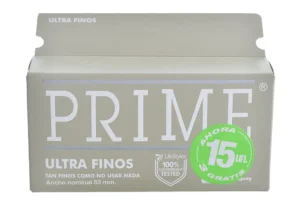 ULTRA FINOS
PRIME®
ULTRA FINOS
TAN FINOS COMO NO USAR NADA
Ancho nominal 53 mm.
100%
TESTED
AHORA
15 un.
3 GRATIS